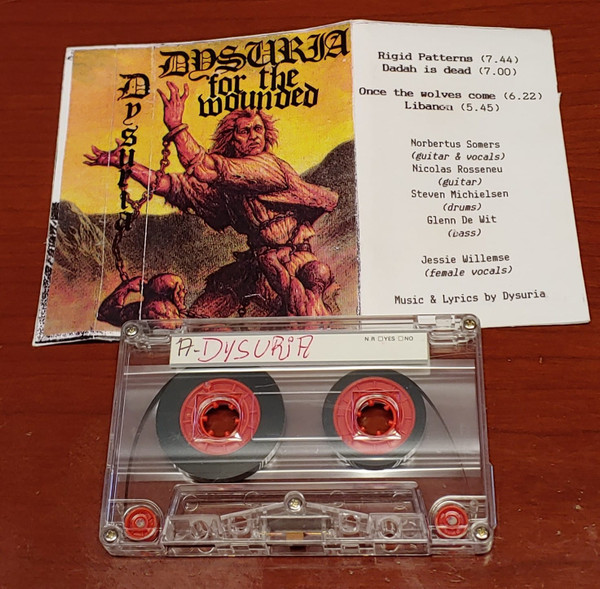 Dysuria
DYSURIA
for the
wounded
Rigid Patterns (7.44)
Dadah is dead (7.00)
Once the wolves come (6.22)
Libanon (5.45)
Norbertus Somers
(guitar & vocals)
Nicolas Rosseneu
(guitar)
Steven Michielsen
(drums)
Glenn De Wit
(bass)
Jessie Willemse
(female vocals)
Music & Lyrics by Dysuria
A-DYSURIA
N.R □YES □NO